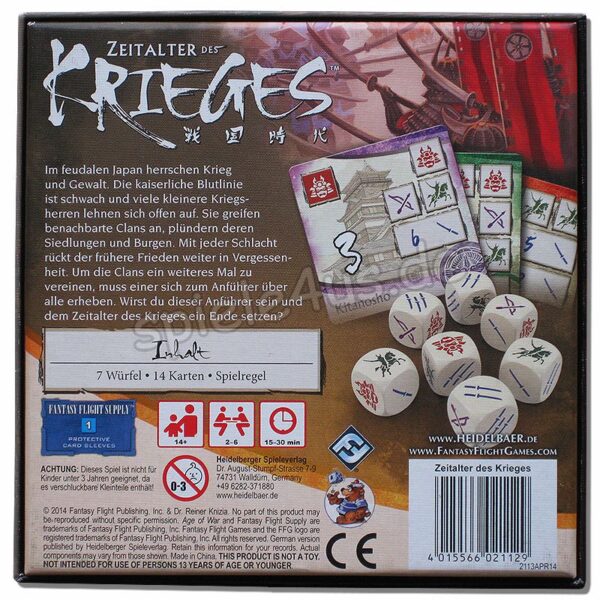 ZEITALTER DES
KRIEGES™
戦国時代
Im feudalen Japan herrschen Krieg
und Gewalt. Die kaiserliche Blutlinie
ist schwach und viele kleinere Kriegs-
herren lehnen sich offen auf. Sie greifen
benachbarte Clans an, plündern deren
Siedlungen und Burgen. Mit jeder Schlacht
rückt der frühere Frieden weiter in Vergessen-
heit. Um die Clans ein weiteres Mal zu
vereinen, muss einer sich zum Anführer über
alle erheben. Wirst du dieser Anführer sein und
dem Zeitalter des Krieges ein Ende setzen?
3
6
5
Kitanosho
spiele4us.de
Inhalt
7 Würfel • 14 Karten • Spielregel
FANTASY FLIGHT SUPPLY™
1
PROTECTIVE
CARD SLEEVES
14+
2-6
15-30 min
WWW.HEIDELBAER.DE
WWW.FANTASYFLIGHTGAMES.COM
ACHTUNG: Dieses Spiel ist nicht für
Kinder unter 3 Jahren geeignet, da
es verschluckbare Kleinteile enthält!
0-3
Heidelberger Spieleverlag
Dr. August-Stumpf-Strasse 7-9
74731 Walldürn, Germany
+49 6282-371880
www.heidelbaer.de
Zeitalter des Krieges
4 015566 021129
2113APR14
© 2014 Fantasy Flight Publishing, Inc. & Dr. Reiner Knizia. No part of this product may
be reproduced without specific permission. Age of War and Fantasy Flight Supply are
trademarks of Fantasy Flight Publishing, Inc. Fantasy Flight Games and the FFG logo are
registered trademarks of Fantasy Flight Publishing, Inc. All rights reserved. German version
published by Heidelberger Spieleverlag. Retain this information for your records. Actual
components may vary from those shown. Made in China. THIS PRODUCT IS NOT A TOY.
NOT INTENDED FOR USE OF PERSONS 13 YEARS OF AGE OR YOUNGER.
CE